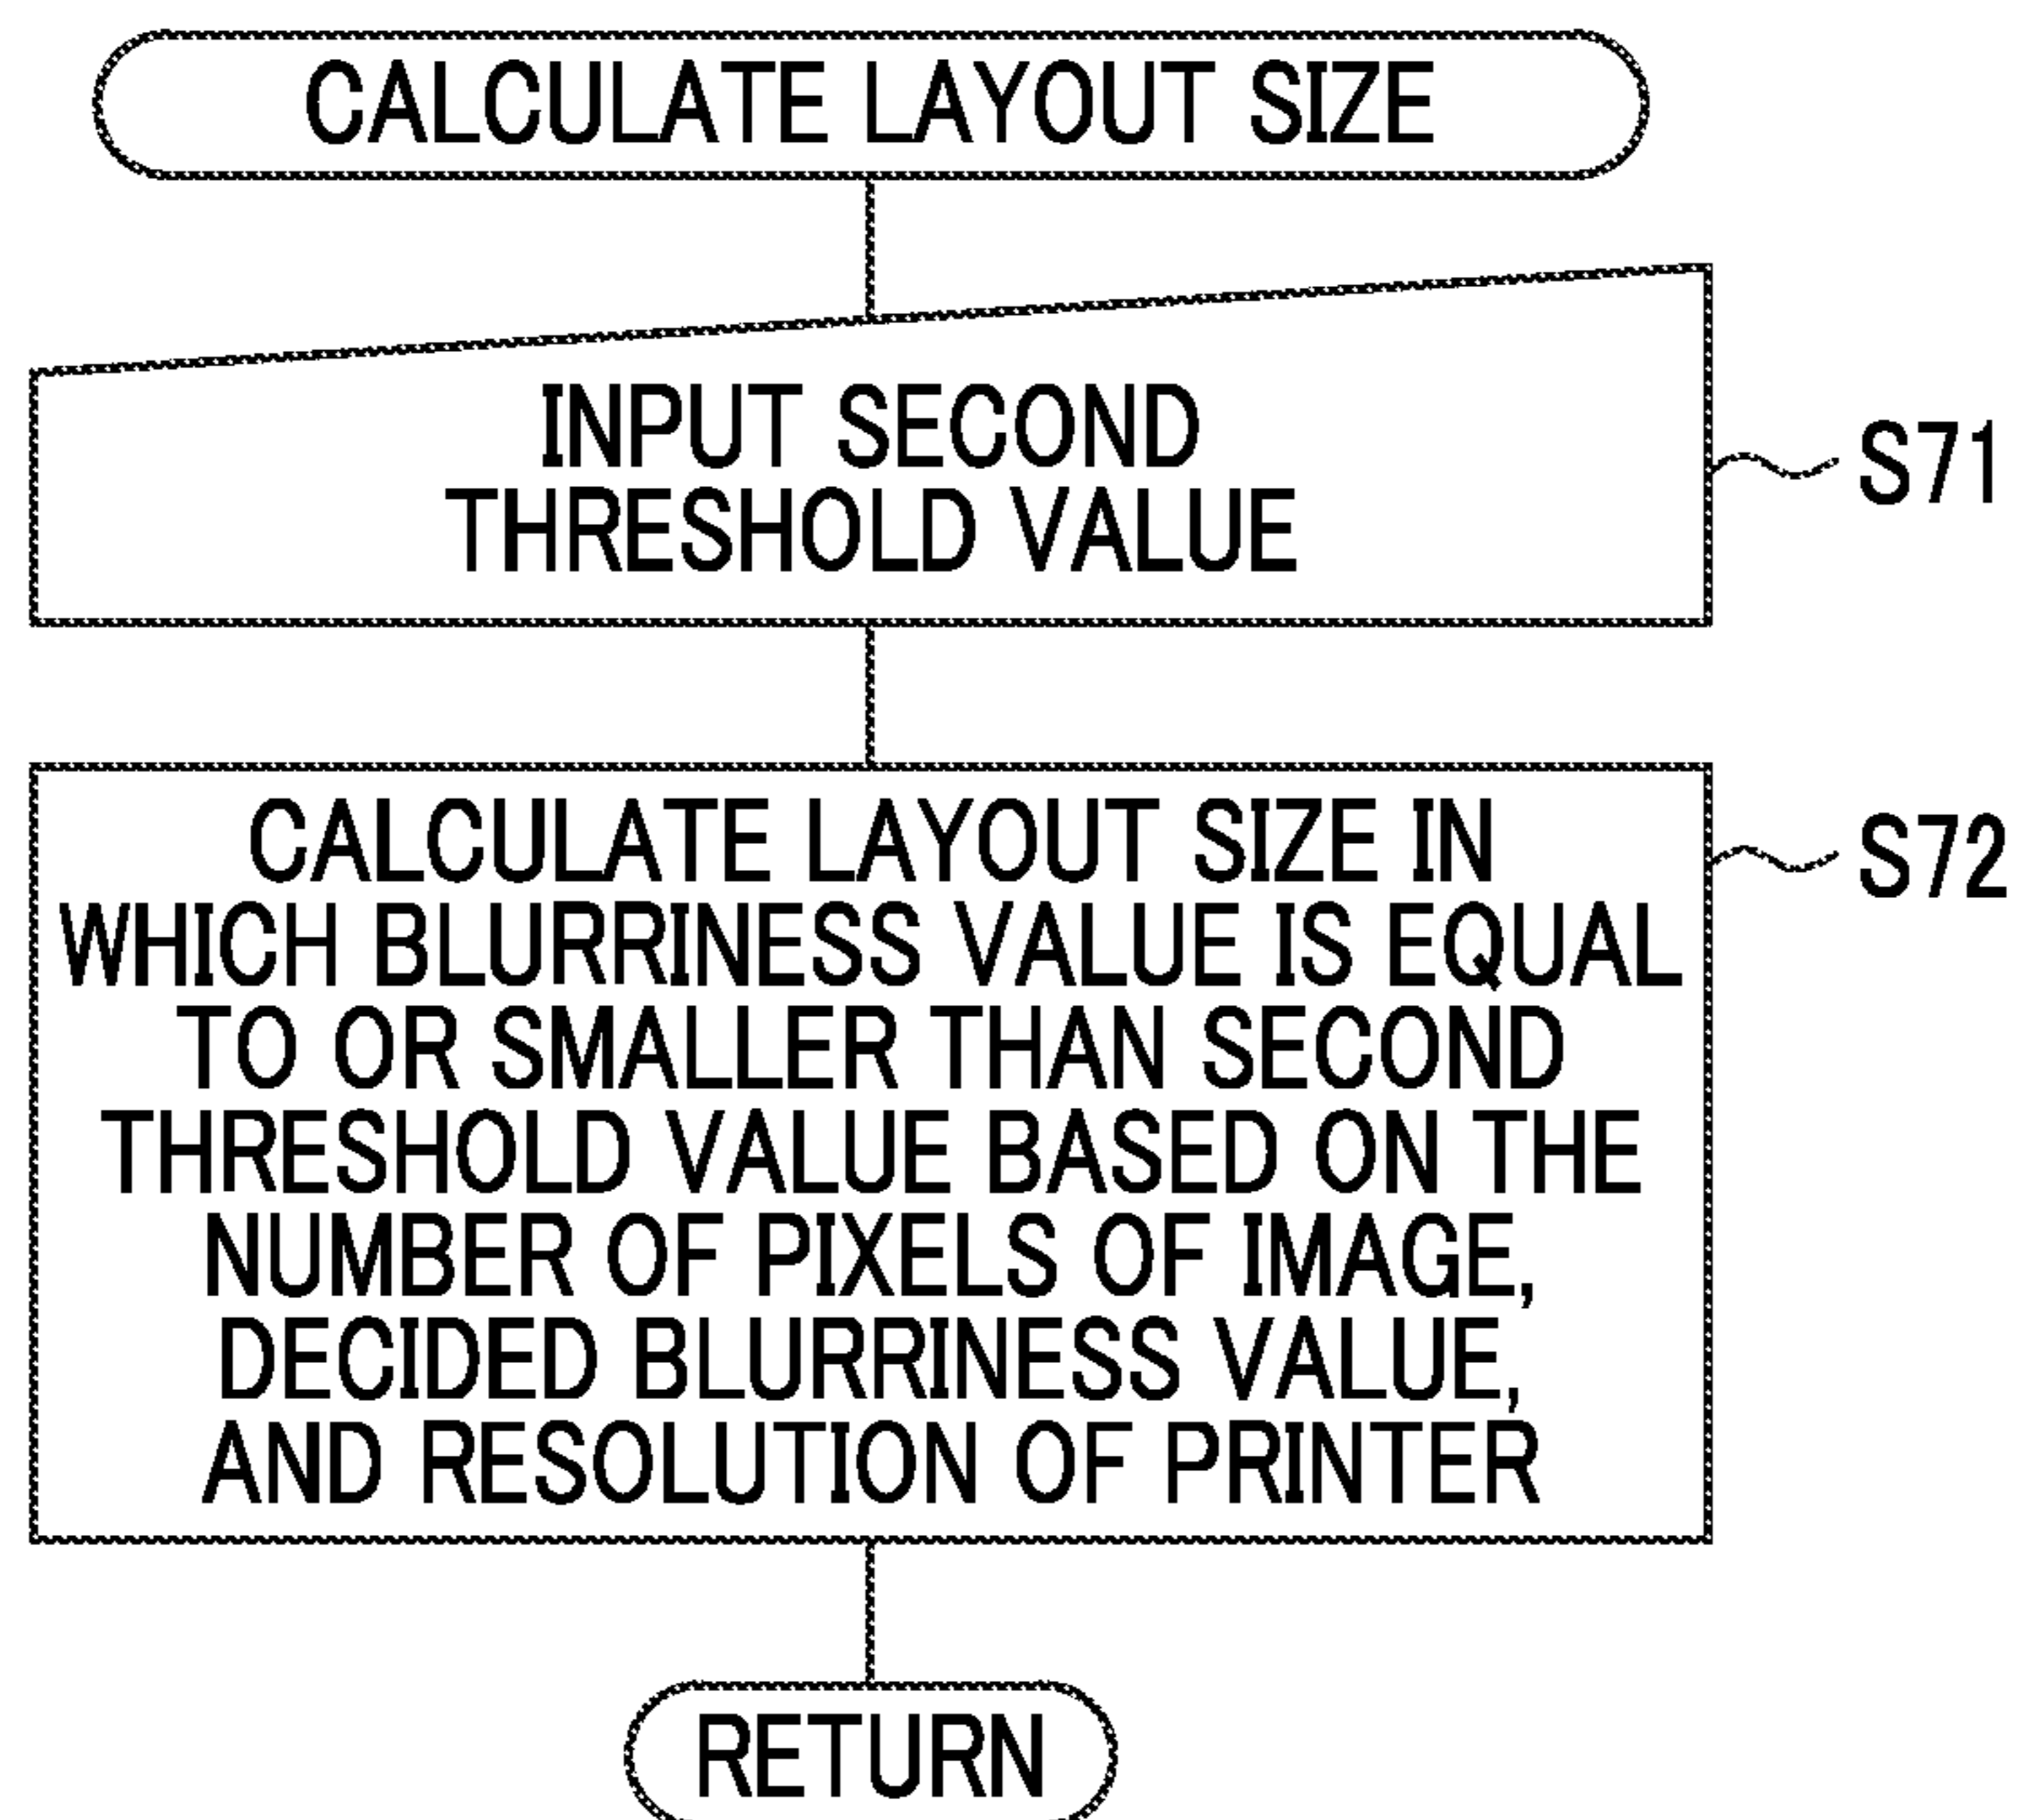 CALCULATE LAYOUT SIZE
INPUT SECOND
THRESHOLD VALUE
S71
CALCULATE LAYOUT SIZE IN
WHICH BLURRINESS VALUE IS EQUAL
TO OR SMALLER THAN SECOND
THRESHOLD VALUE BASED ON THE
NUMBER OF PIXELS OF IMAGE,
DECIDED BLURRINESS VALUE,
AND RESOLUTION OF PRINTER
S72
RETURN